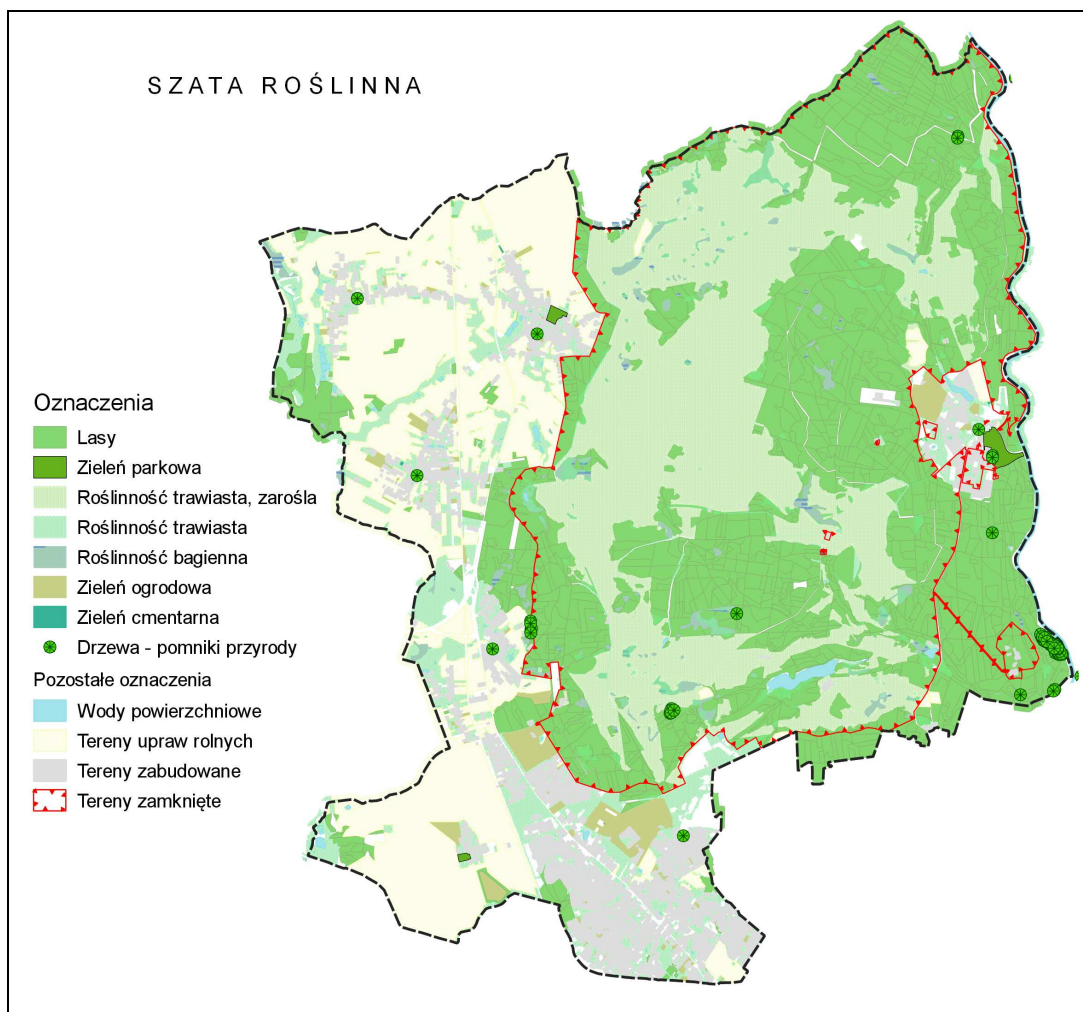 SZATA ROŚLINNA
Oznaczenia
Lasy
Zieleń parkowa
Roślinność trawiasta, zarośla
Roślinność trawiasta
Roślinność bagienna
Zieleń ogrodowa
Zieleń cmentarna
Drzewa - pomniki przyrody
Pozostałe oznaczenia
Wody powierzchniowe
Tereny upraw rolnych
Tereny zabudowane
Tereny zamknięte